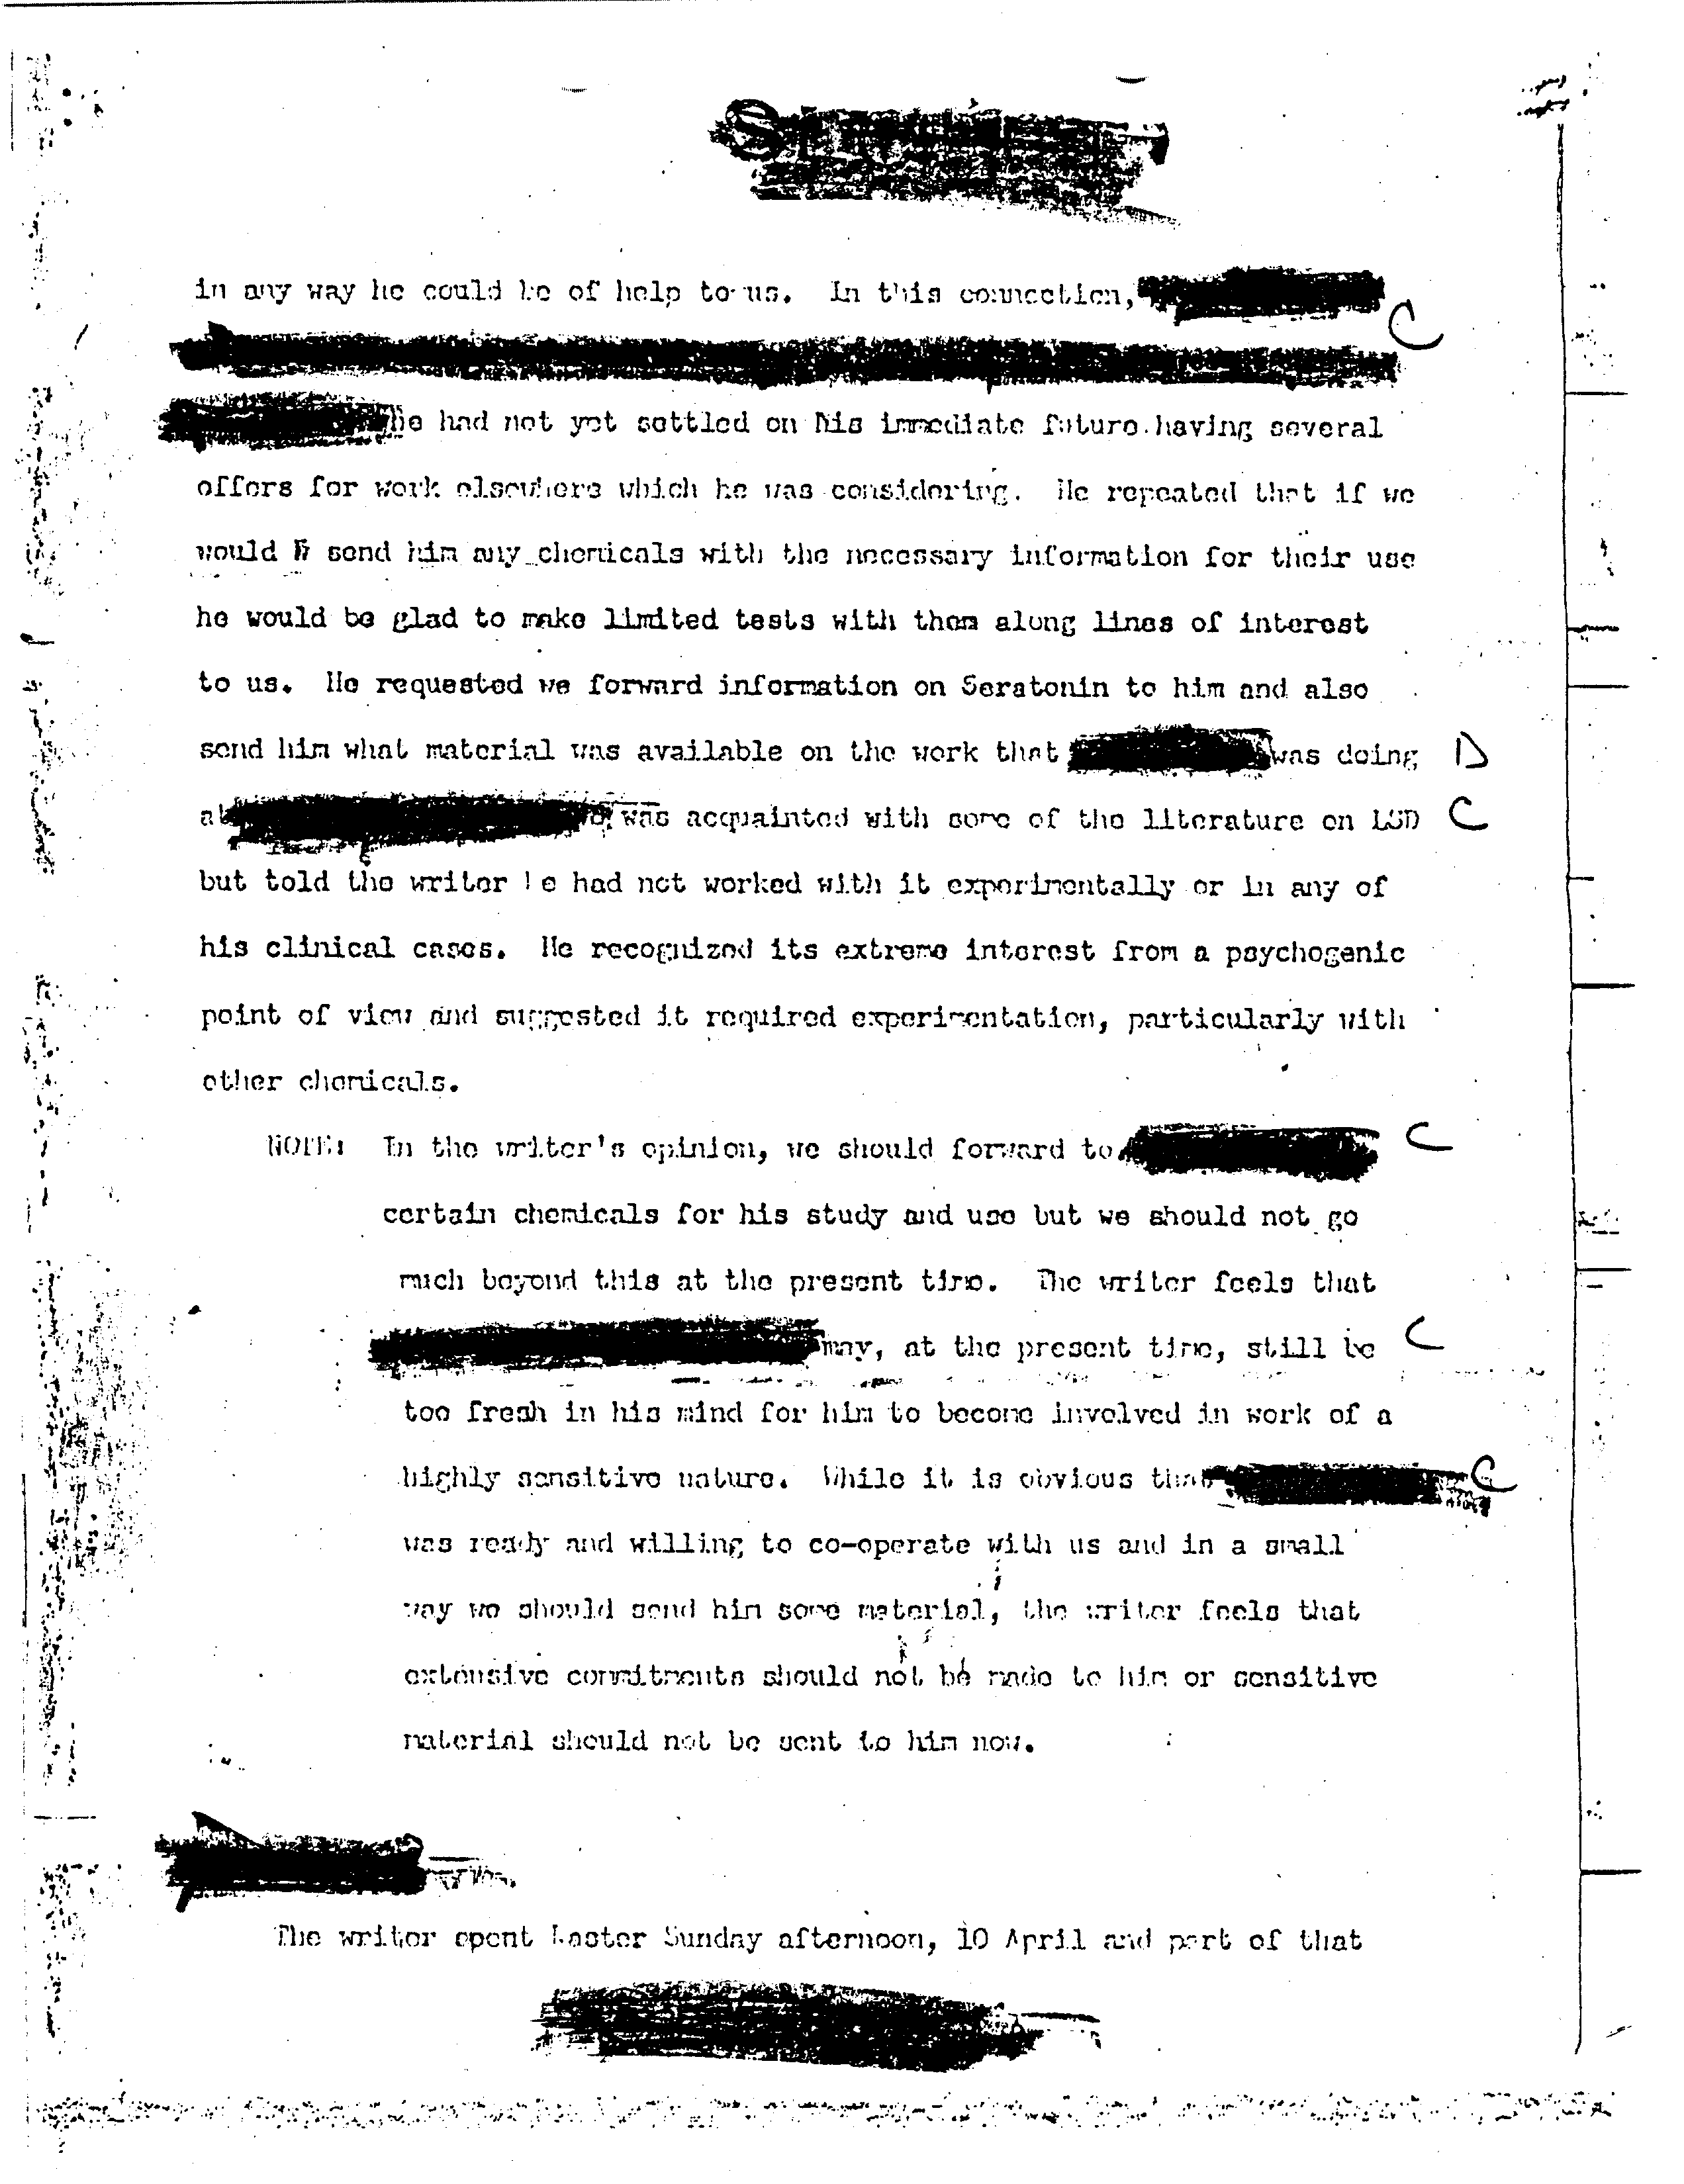 in any way he could be of help to us. In this connection,
C
he had not yet settled on his immediate future having several
offers for work elsewhere which he was considering. He repeated that if we
would send him any chemicals with the necessary information for their use
he would be glad to make limited tests with them along lines of interest
to us. He requested we forward information on Seratonin to him and also
send him what material was available on the work that was doing D
at was acquainted with some of the literature on LSD C
but told the writer he had not worked with it experimentally or in any of
his clinical cases. He recognized its extreme interest from a psychogenic
point of view and suggested it required experimentation, particularly with
other chemicals.
NOTE: In the writer's opinion, we should forward to C
certain chemicals for his study and use but we should not go
much beyond this at the present time. The writer feels that
may, at the present time, still be C
too fresh in his mind for him to become involved in work of a
highly sensitive nature. While it is obvious that C
was ready and willing to co-operate with us and in a small
way we should send him some material, the writer feels that
extensive commitments should not be made to him or sensitive
material should not be sent to him now.
The writer spent Easter Sunday afternoon, 10 April and part of that